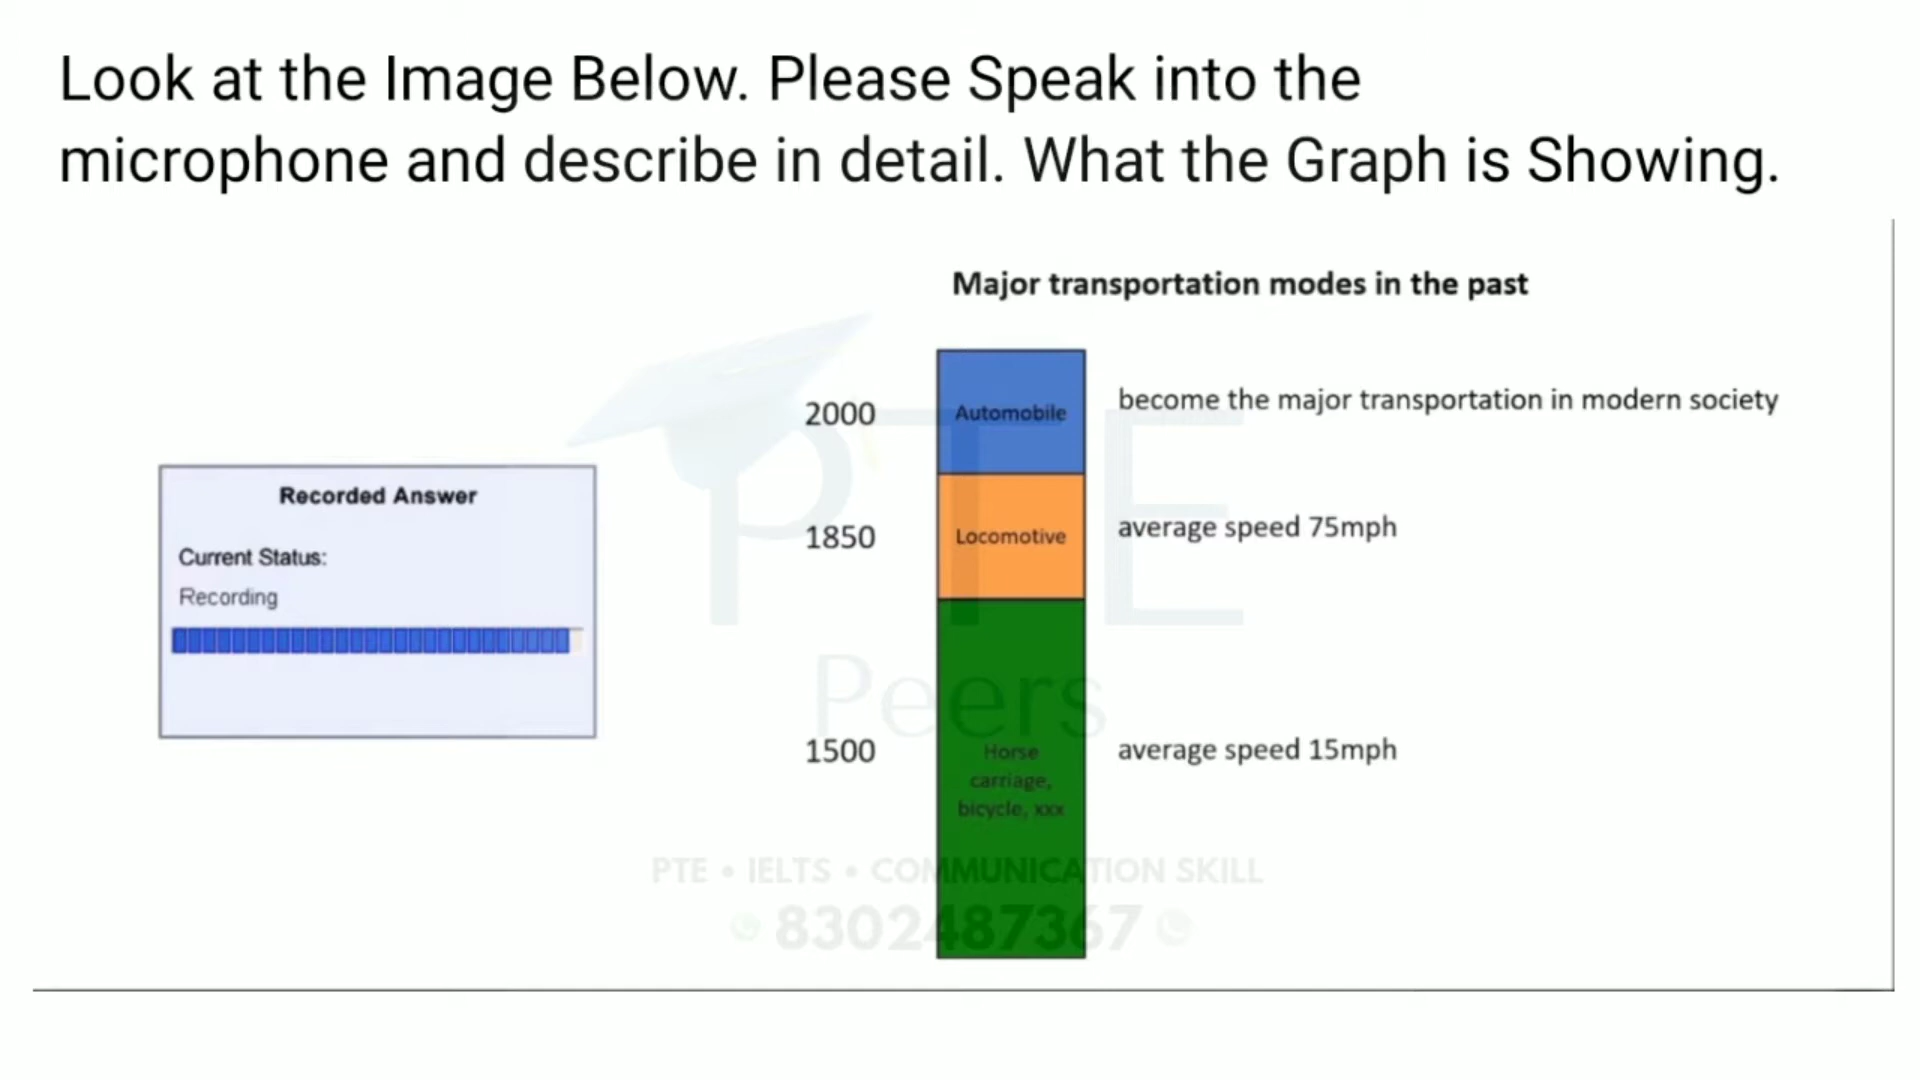 Look at the Image Below. Please Speak into the
microphone and describe in detail. What the Graph is Showing.
Major transportation modes in the past
2000
Automobile
become the major transportation in modern society
1850
Locomotive
average speed 75mph
1500
Horse
carriage,
bicycle, xxx
average speed 15mph
Recorded Answer
Current Status:
Recording
PTE
Peers
PTE • IELTS • COMMUNICATION SKILL
8302487367